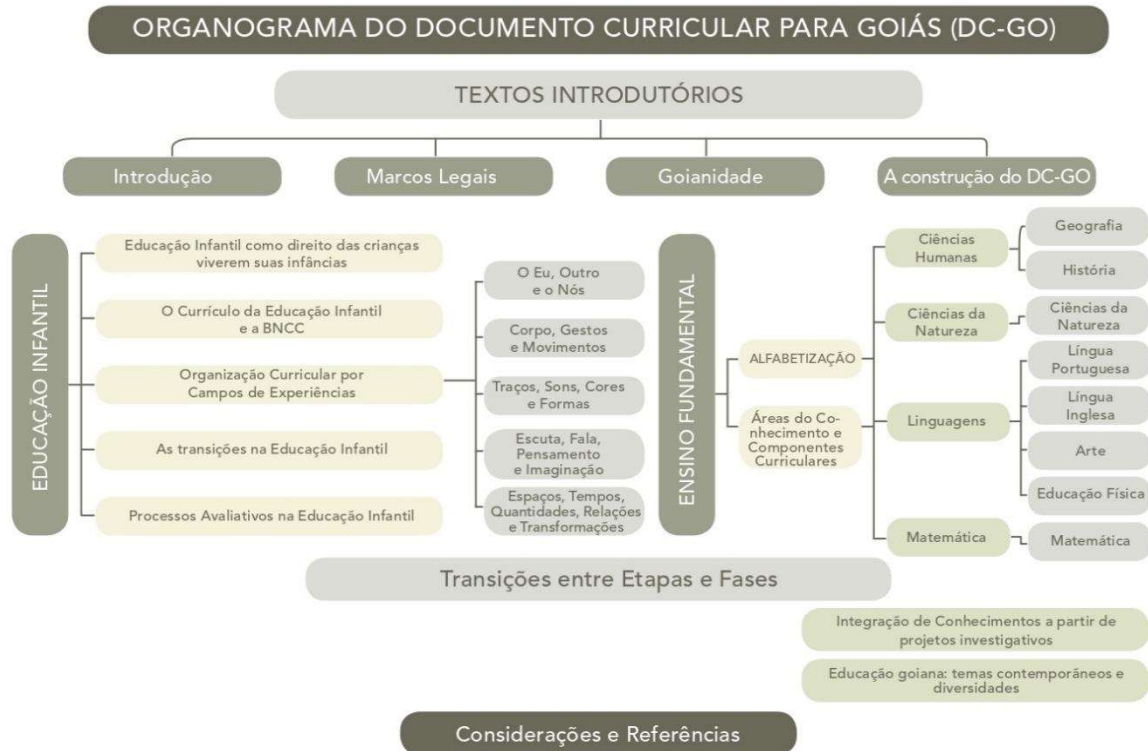 ORGANOGRAMA DO DOCUMENTO CURRICULAR PARA GOIÁS (DC-GO)
TEXTOS INTRODUTÓRIOS
Introdução
Marcos Legais
Goianidade
A construção do DC-GO
EDUCAÇÃO INFANTIL
Educação Infantil como direito das crianças
viverem suas infâncias
O Currículo da Educação Infantil
e a BNCC
Organização Curricular por
Campos de Experiências
As transições na Educação Infantil
Processos Avaliativos na Educação Infantil
O Eu, Outro
e o Nós
Corpo, Gestos
e Movimentos
Traços, Sons, Cores
e Formas
Escuta, Fala,
Pensamento
e Imaginação
Espaços, Tempos,
Quantidades, Relações
e Transformações
ENSINO FUNDAMENTAL
ALFABETIZAÇÃO
Áreas do Co-
nhecimento e
Componentes
Curriculares
Ciências
Humanas
Geografia
História
Ciências da
Natureza
Ciências da
Natureza
Linguagens
Língua
Portuguesa
Língua
Inglesa
Arte
Educação Física
Matemática
Matemática
Transições entre Etapas e Fases
Integração de Conhecimentos a partir de
projetos investigativos
Educação goiana: temas contemporâneos e
diversidades
Considerações e Referências